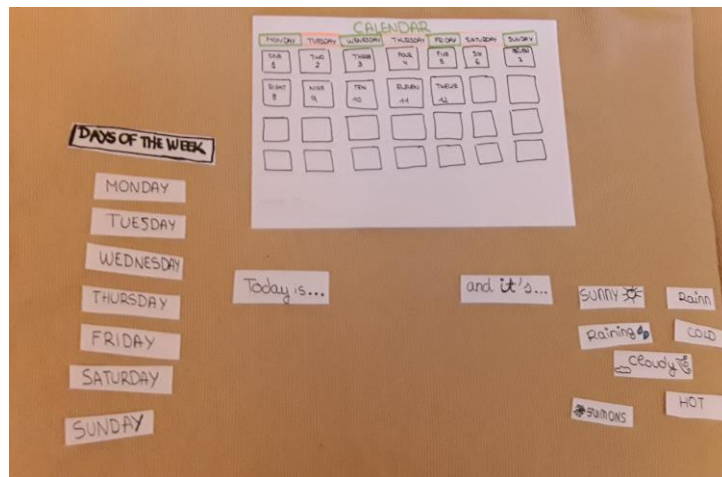 CALENDAR
MONDAY TUESDAY WENESDAY THURSDAY FRIDAY SATURDAY SUNDAY
ONE TWO THREE FOUR FIVE SIX SEVEN
1 2 3 4 5 6 7
EIGHT NINE TEN ELEVEN TWELVE
8 9 10 11 12
DAYS OF THE WEEK
MONDAY
TUESDAY
WEDNESDAY
THURSDAY
FRIDAY
SATURDAY
SUNDAY
Today is...
and it's...
SUNNY
Rainn
Raining
COLD
Cloudy
HOT